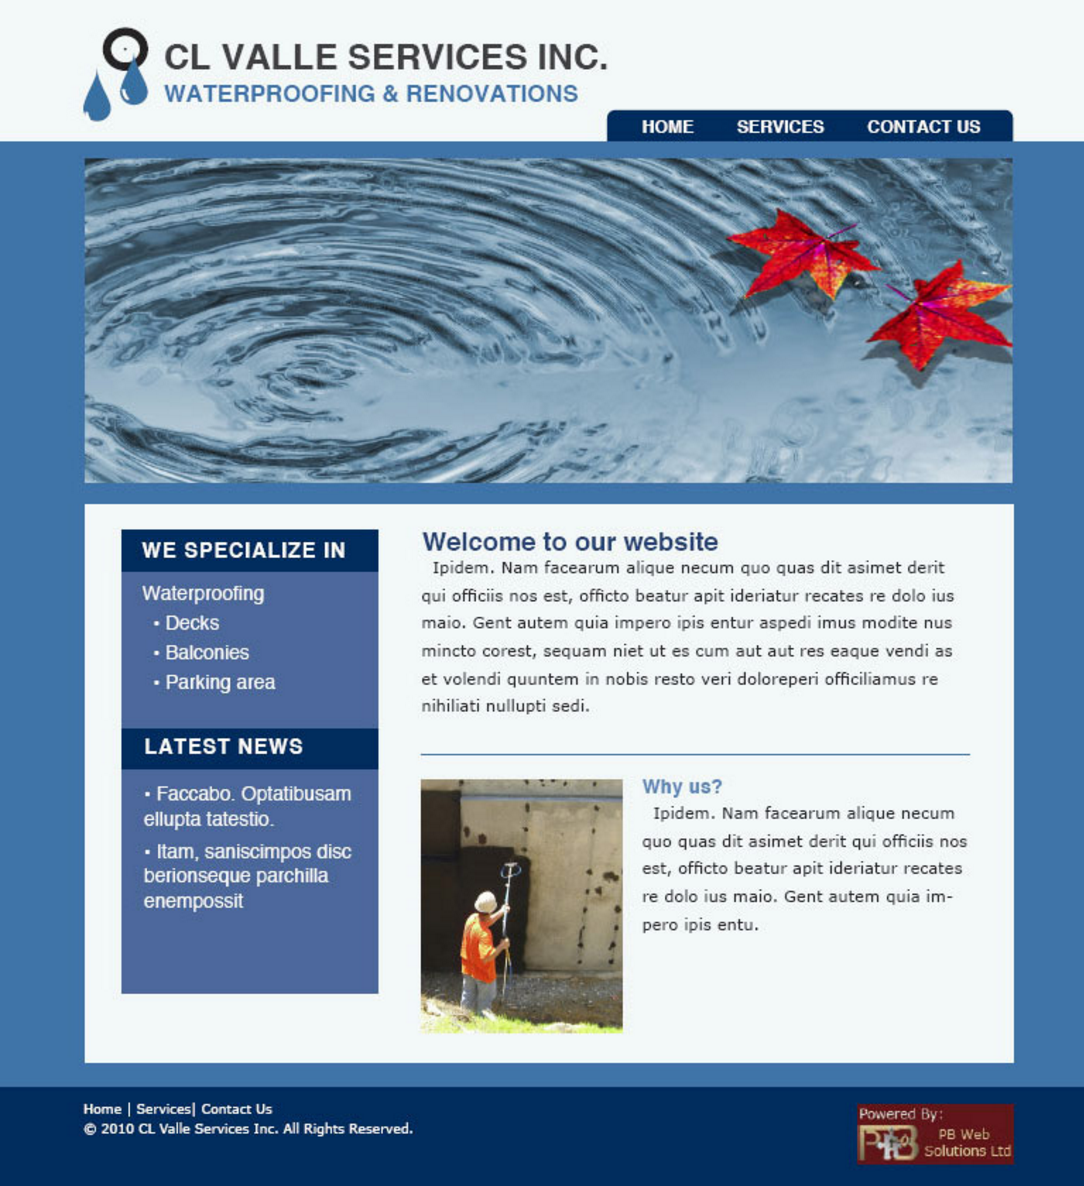 CL VALLE SERVICES INC.
WATERPROOFING & RENOVATIONS
HOME SERVICES CONTACT US
WE SPECIALIZE IN
Waterproofing
• Decks
• Balconies
• Parking area
LATEST NEWS
• Faccabo. Optatibusam
ellupta tatestio.
• Itam, saniscimpos disc
berionseque parchilla
enempossit
Welcome to our website
Ipidem. Nam facearum alique necum quo quas dit asimet derit
qui officiis nos est, officto beatur apit ideriatur recates re dolo ius
maio. Gent autem quia impero ipis entur aspedi imus modite nus
mincto corest, sequam niet ut es cum aut aut res eaque vendi as
et volendi quuntem in nobis resto veri doloreperi officiliamus re
nihiliati nullupti sedi.
Why us?
Ipidem. Nam facearum alique necum
quo quas dit asimet derit qui officiis nos
est, officto beatur apit ideriatur recates
re dolo ius maio. Gent autem quia im-
pero ipis entu.
Home | Services| Contact Us
© 2010 CL Valle Services Inc. All Rights Reserved.
Powered By:
PB Web
Solutions Ltd